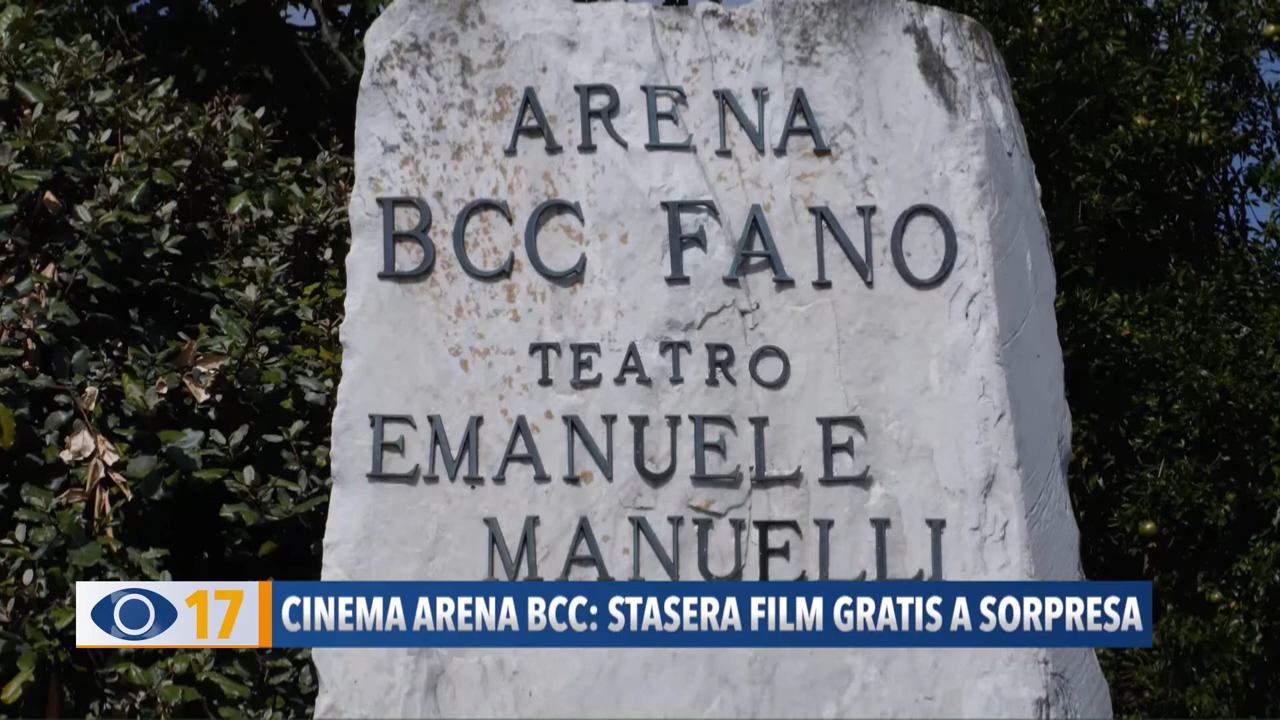 ARENA
BCC FANO
TEATRO
EMANUELE
MANUELLI
17 CINEMA ARENA BCC: STASERA FILM GRATIS A SORPRESA